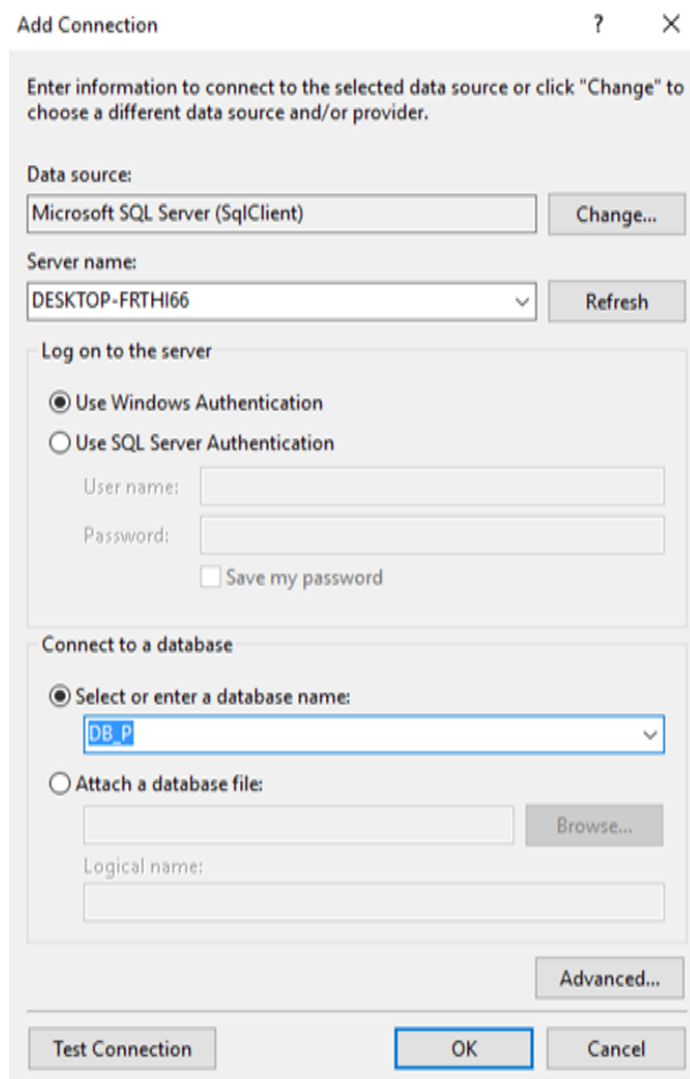 Add Connection ?
Enter information to connect to the selected data source or click "Change" to
choose a different data source and/or provider.
Data source:
Microsoft SQL Server (SqlClient) Change...
Server name:
DESKTOP-FRTHI66 Refresh
Log on to the server
Use Windows Authentication
Use SQL Server Authentication
User name:
Password:
Save my password
Connect to a database
Select or enter a database name:
DB_P
Attach a database file:
Browse...
Logical name:
Advanced...
Test Connection OK Cancel